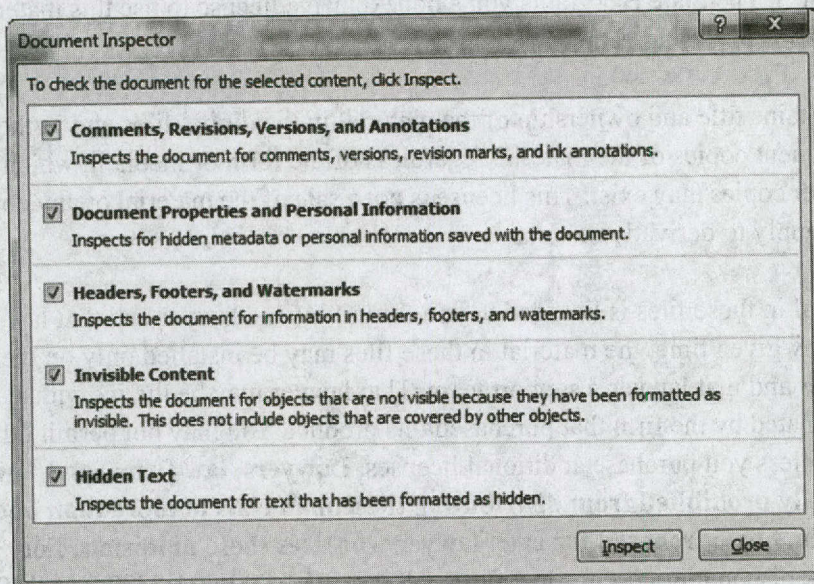 Document Inspector
To check the document for the selected content, click Inspect.
Comments, Revisions, Versions, and Annotations
Inspects the document for comments, versions, revision marks, and ink annotations.
Document Properties and Personal Information
Inspects for hidden metadata or personal information saved with the document.
Headers, Footers, and Watermarks
Inspects the document for information in headers, footers, and watermarks.
Invisible Content
Inspects the document for objects that are not visible because they have been formatted as
invisible. This does not include objects that are covered by other objects.
Hidden Text
Inspects the document for text that has been formatted as hidden.
Inspect Close